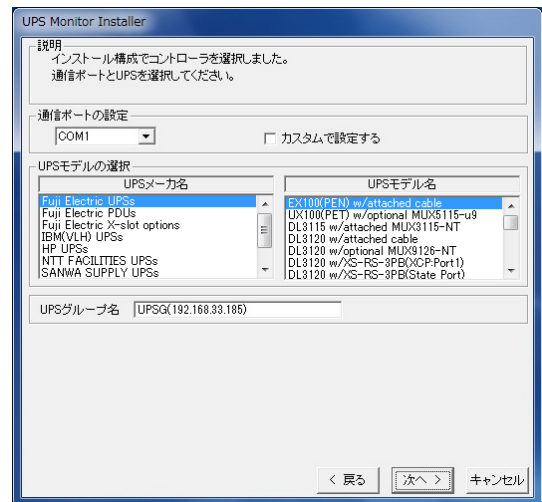 UPS Monitor Installer
説明
インストール構成でコントローラを選択しました。
通信ポートとUPSを選択してください。
通信ポートの設定
COM1
カスタムで設定する
UPSモデルの選択
UPSメーカ名
Fuji Electric UPSs
Fuji Electric PDUs
Fuji Electric X-slot options
IBM(VLH) UPSs
HP UPSs
NTT FACILITIES UPSs
SANWA SUPPLY UPSs
UPSモデル名
EX100(PEN) w/attached cable
UX100(PET) w/optional MUX5115-u9
DL3115 w/attached MUX3115-NT
DL3120 w/attached cable
DL3120 w/optional MUX9126-NT
DL3120 w/XS-RS-3PB(XCP:Port1)
DL3120 w/XS-RS-3PB(State Port)
UPSグループ名 UPSG(192.168.33.185)
< 戻る
次へ >
キャンセル